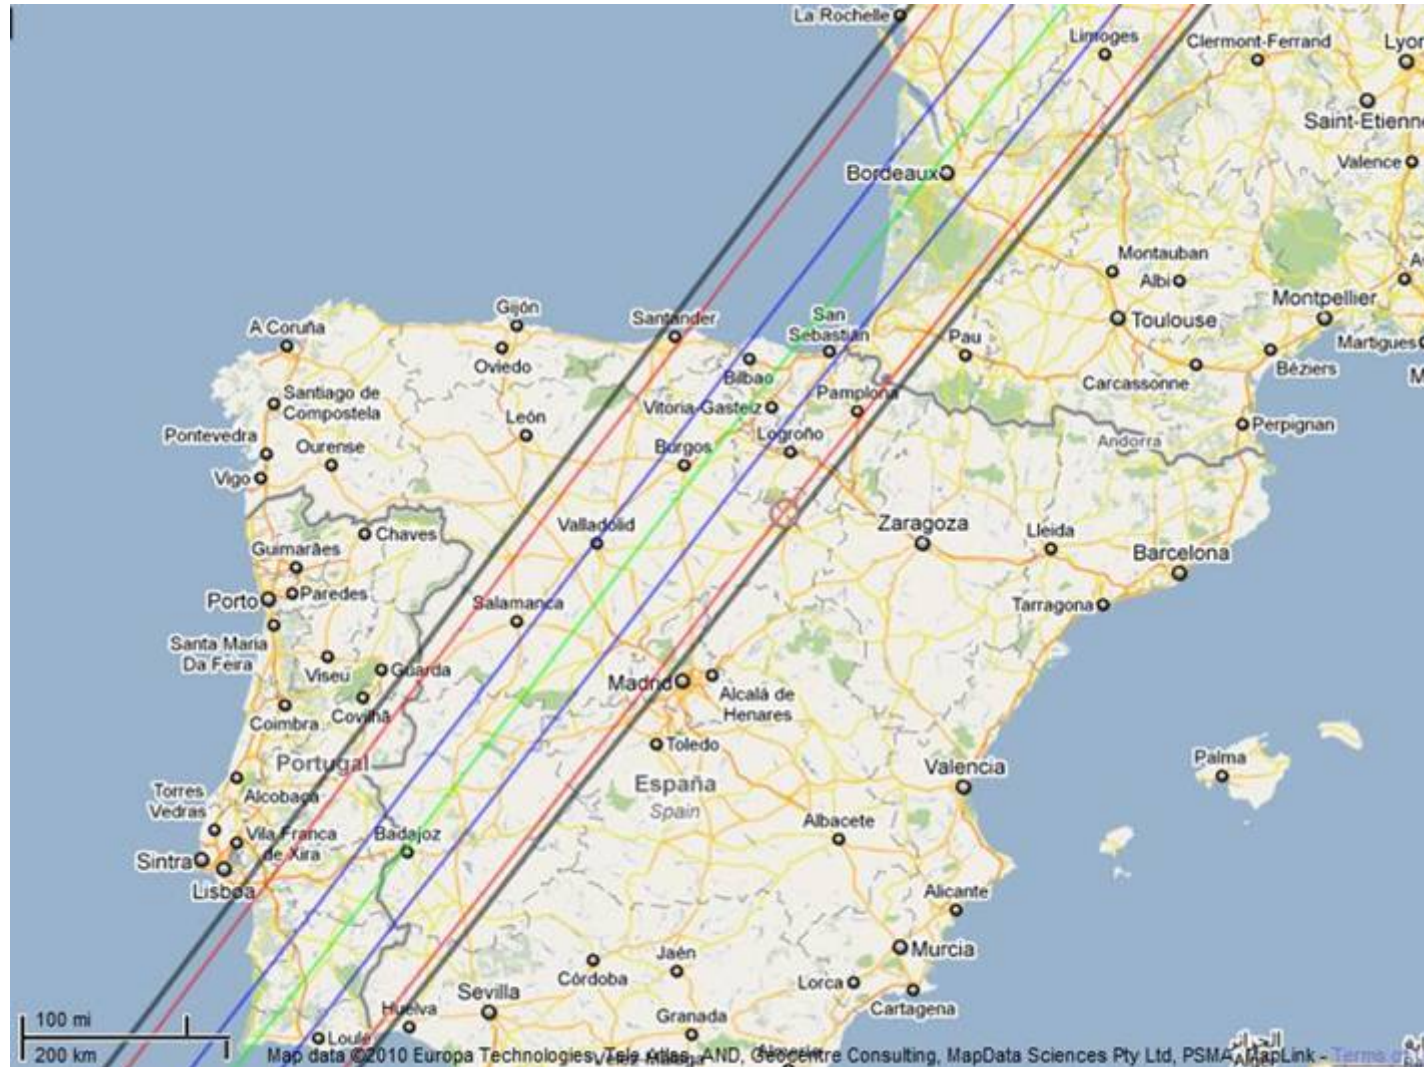 La Rochelle
Limoges
Clermont-Ferrand
Lyon
Saint-Etienne
Valence
Bordeaux
Montauban
Albi
Montpellier
Toulouse
Martigues
Pau
Carcassonne
Béziers
Perpignan
Andorra
A Coruña
Gijón
Santander
San
Sebastián
Oviedo
Bilbao
Santiago de
Compostela
León
Vitoria-Gasteiz
Pamplona
Pontevedra
Ourense
Burgos
Logroño
Vigo
Chaves
Valladolid
Zaragoza
Lleida
Barcelona
Guimarães
Porto
Paredes
Salamanca
Tarragona
Santa Maria
Da Feira
Viseu
Guarda
Madrid
Alcalá de
Henares
Coimbra
Covilhã
Toledo
Portugal
España
Spain
Valencia
Palma
Torres
Vedras
Alcobaça
Vila Franca
de Xira
Badajoz
Albacete
Sintra
Lisboa
Alicante
Murcia
Córdoba
Jaén
Lorca
Cartagena
Sevilla
Huelva
Granada
Loulé
100 mi
200 km
الجزائر
Map data ©2010 Europa Technologies, Tele Atlas, AND, Geocentre Consulting, MapData Sciences Pty Ltd, PSMA, MapLink - Terms of